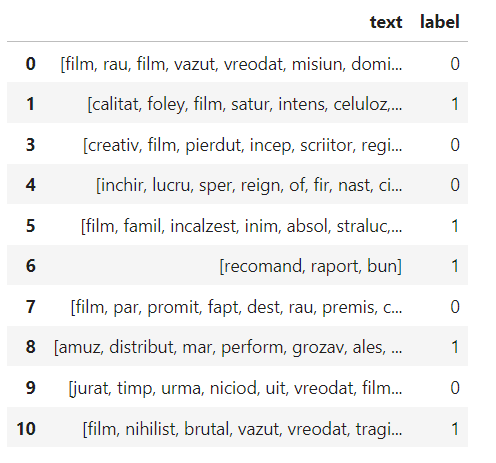 text label
0 [film, rau, film, vazut, vreodat, misiun, domi... 0
1 [calitat, foley, film, satur, intens, celuloz,... 1
3 [creativ, film, pierdut, incep, scriitor, regi... 0
4 [inchir, lucru, sper, reign, of, fir, nast, ci... 0
5 [film, famil, incalzest, inim, absol, straluc,... 1
6 [recomand, raport, bun] 1
7 [film, par, promit, fapt, dest, rau, premis, c... 0
8 [amuz, distribut, mar, perform, grozav, ales, ... 1
9 [jurat, timp, urma, niciod, uit, vreodat, film... 0
10 [film, nihilist, brutal, vazut, vreodat, tragi... 1